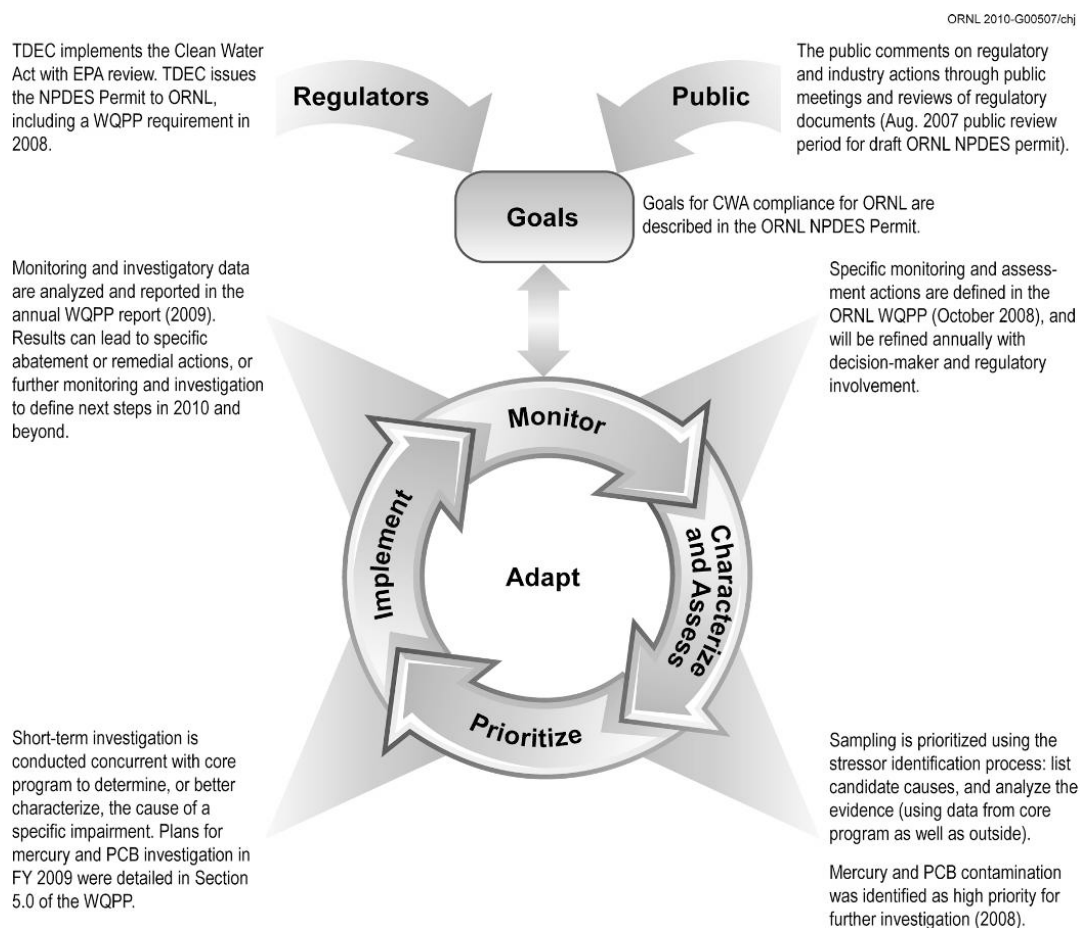 ORNL 2010-G00507/chj
TDEC implements the Clean Water
Act with EPA review. TDEC issues
the NPDES Permit to ORNL,
including a WQPP requirement in
2008.
Regulators
Public
The public comments on regulatory
and industry actions through public
meetings and reviews of regulatory
documents (Aug. 2007 public review
period for draft ORNL NPDES permit).
Goals
Goals for CWA compliance for ORNL are
described in the ORNL NPDES Permit.
Monitoring and investigatory data
are analyzed and reported in the
annual WQPP report (2009).
Results can lead to specific
abatement or remedial actions, or
further monitoring and investigation
to define next steps in 2010 and
beyond.
Specific monitoring and assess-
ment actions are defined in the
ORNL WQPP (October 2008), and
will be refined annually with
decision-maker and regulatory
involvement.
Monitor
Characterize
and Assess
Prioritize
Implement
Adapt
Short-term investigation is
conducted concurrent with core
program to determine, or better
characterize, the cause of a
specific impairment. Plans for
mercury and PCB investigation in
FY 2009 were detailed in Section
5.0 of the WQPP.
Sampling is prioritized using the
stressor identification process: list
candidate causes, and analyze the
evidence (using data from core
program as well as outside).
Mercury and PCB contamination
was identified as high priority for
further investigation (2008).